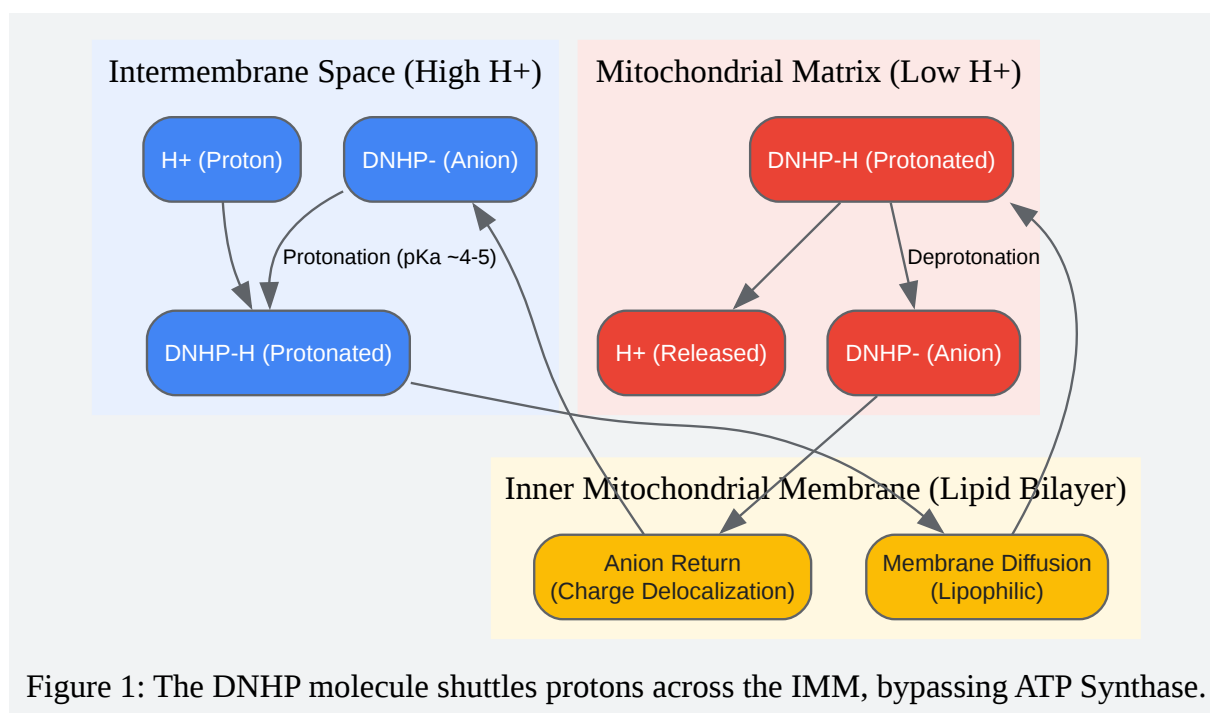 Intermembrane Space (High H+)
Mitochondrial Matrix (Low H+)
H+ (Proton)
DNHP- (Anion)
DNHP-H (Protonated)
Protonation (pKa ~4-5)
Deprotonation
DNHP-H (Protonated)
H+ (Released)
DNHP- (Anion)
Inner Mitochondrial Membrane (Lipid Bilayer)
Anion Return
(Charge Delocalization)
Membrane Diffusion
(Lipophilic)
Figure 1: The DNHP molecule shuttles protons across the IMM, bypassing ATP Synthase.